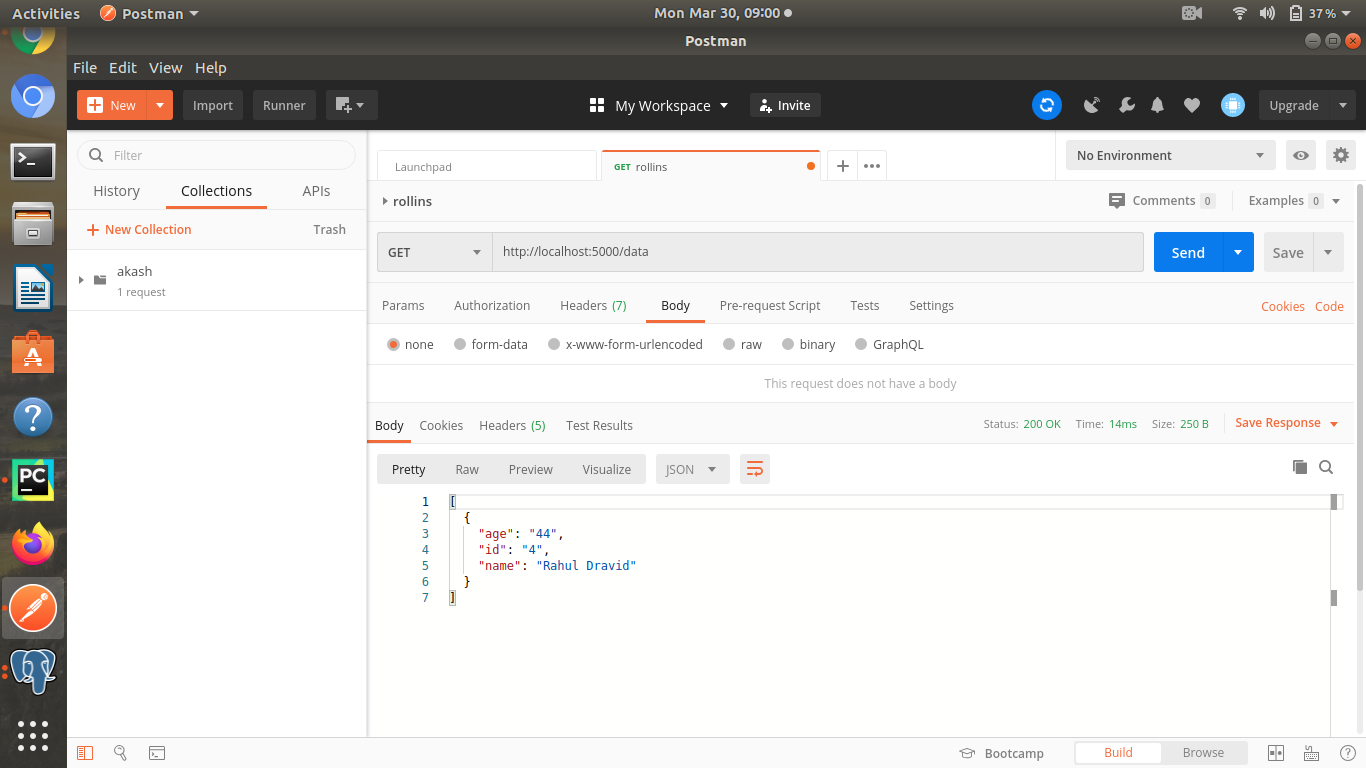 Activities Postman Mon Mar 30, 09:00 37%
Postman
File Edit View Help
New Import Runner My Workspace Invite Upgrade
Filter
Launchpad GET rollins No Environment
History Collections APIs
rollins Comments 0 Examples 0
New Collection Trash
GET http://localhost:5000/data Send Save
akash
1 request
Params Authorization Headers (7) Body Pre-request Script Tests Settings Cookies Code
none form-data x-www-form-urlencoded raw binary GraphQL
This request does not have a body
Body Cookies Headers (5) Test Results Status: 200 OK Time: 14ms Size: 250 B Save Response
Pretty Raw Preview Visualize JSON
1 [
2 {
3 "age": "44",
4 "id": "4",
5 "name": "Rahul Dravid"
6 }
7 ]
PC
Bootcamp Build Browse